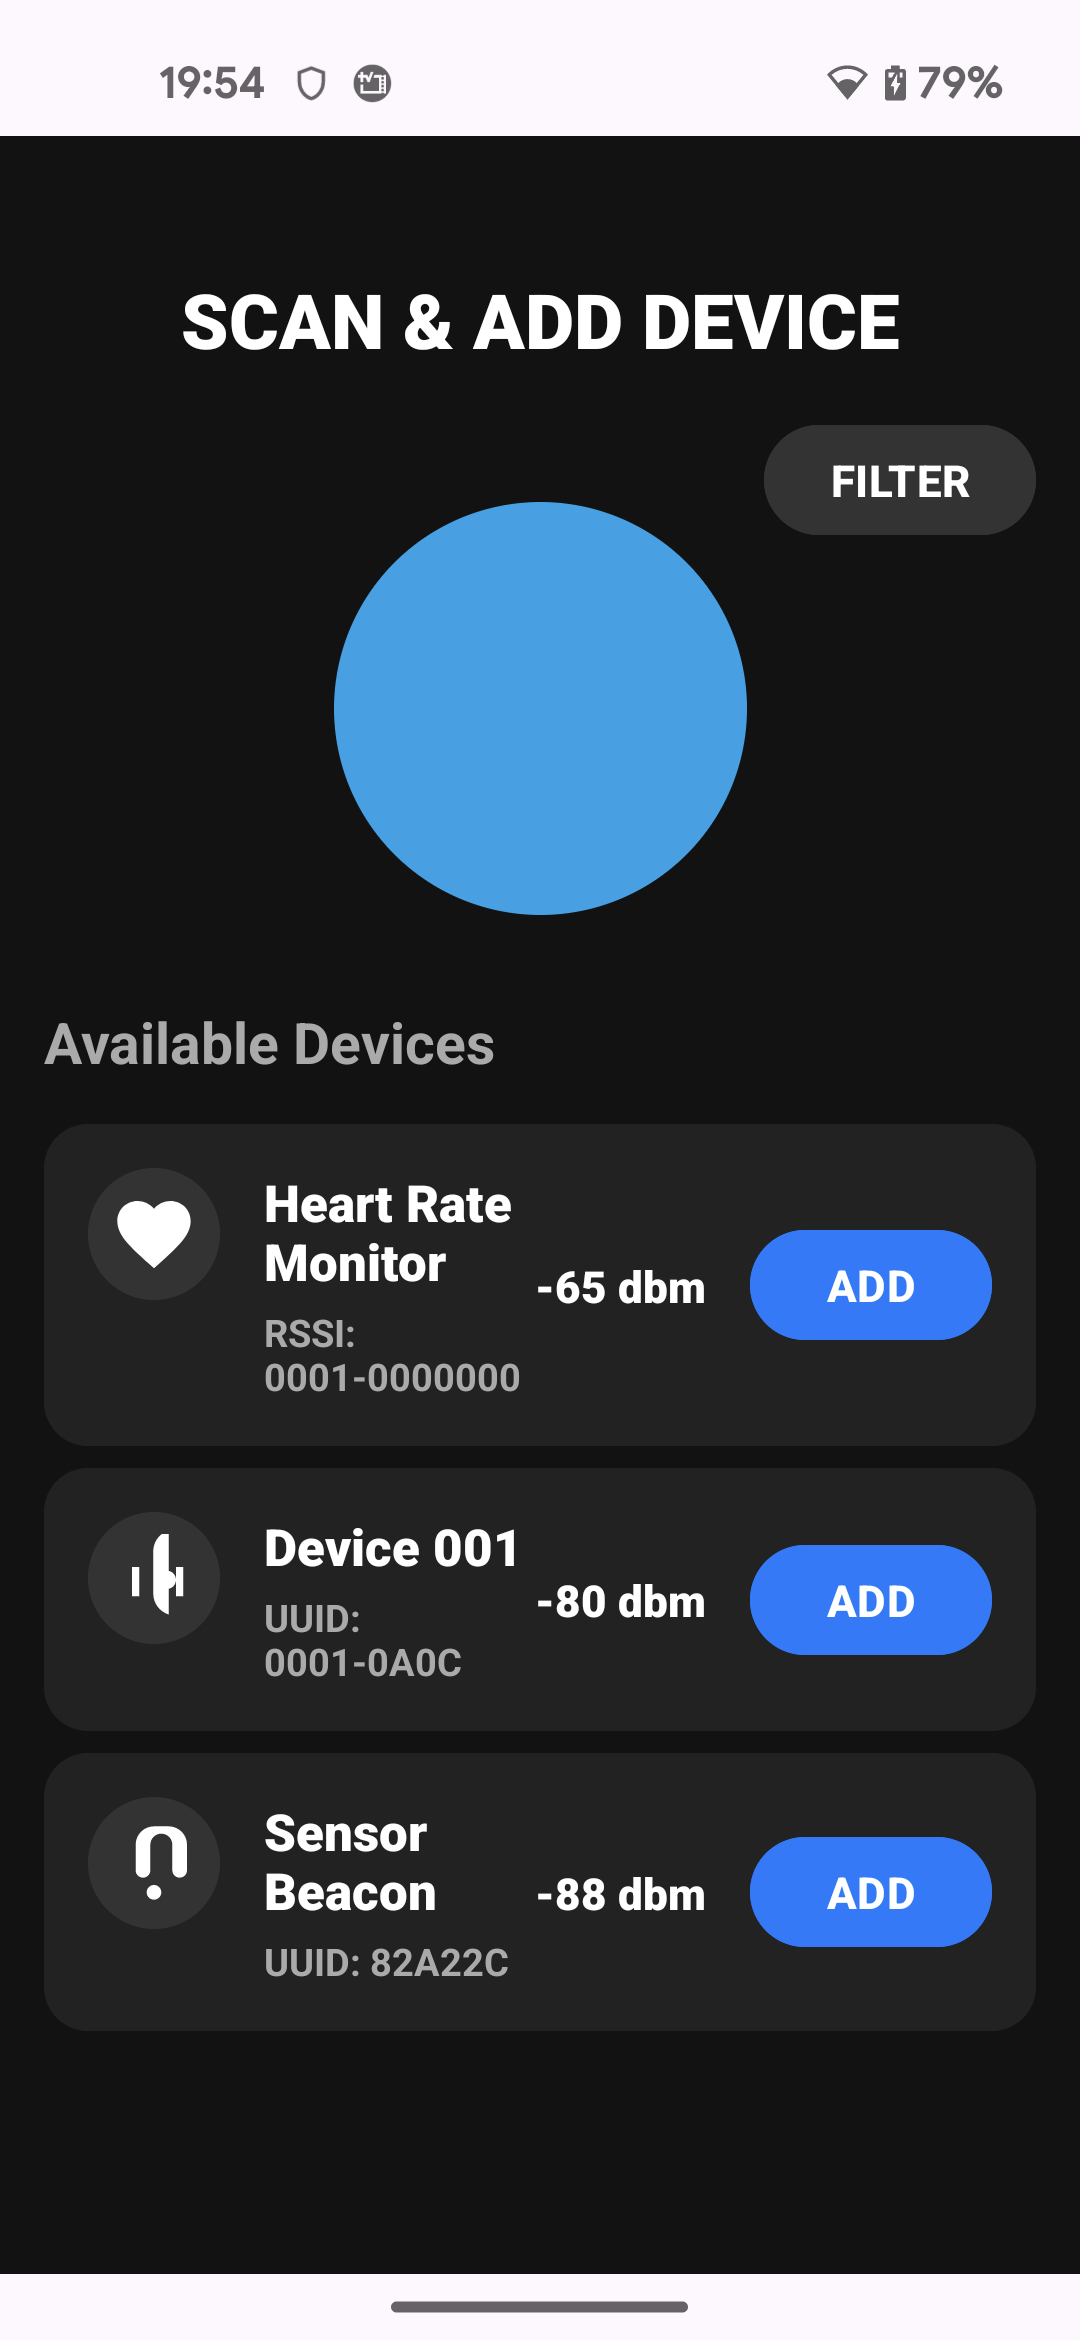 19:54
79%
SCAN & ADD DEVICE
FILTER
Available Devices
Heart Rate
Monitor
RSSI:
0001-0000000
-65 dbm
ADD
Device 001
UUID:
0001-0A0C
-80 dbm
ADD
Sensor
Beacon
UUID: 82A22C
-88 dbm
ADD